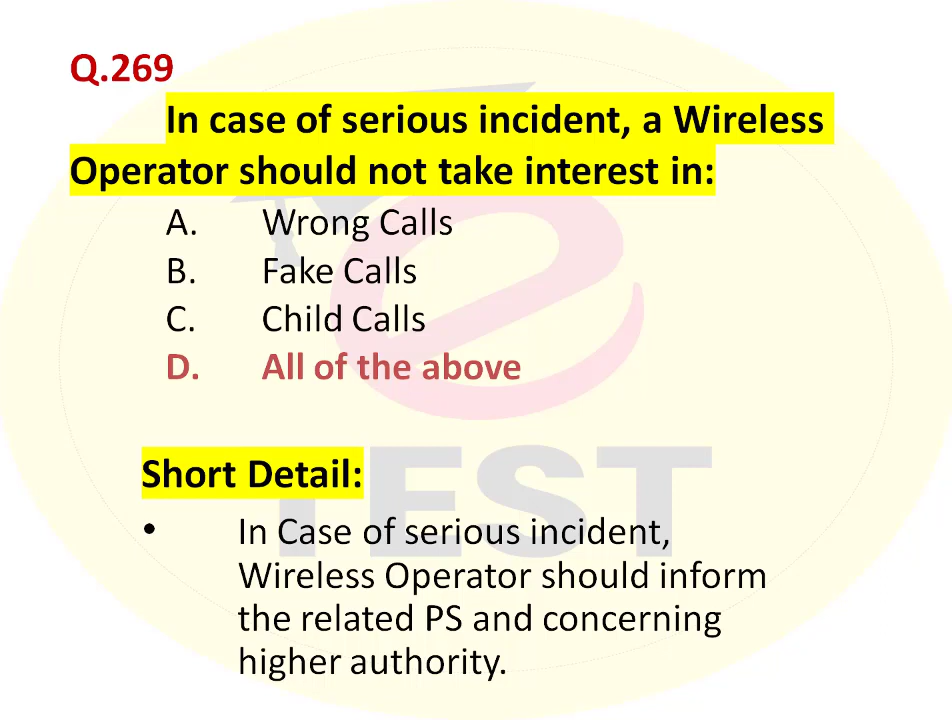 Q.269
In case of serious incident, a Wireless
Operator should not take interest in:
A. Wrong Calls
B. Fake Calls
C. Child Calls
D. All of the above
Short Detail:
• In Case of serious incident,
Wireless Operator should inform
the related PS and concerning
higher authority.
e
TEST